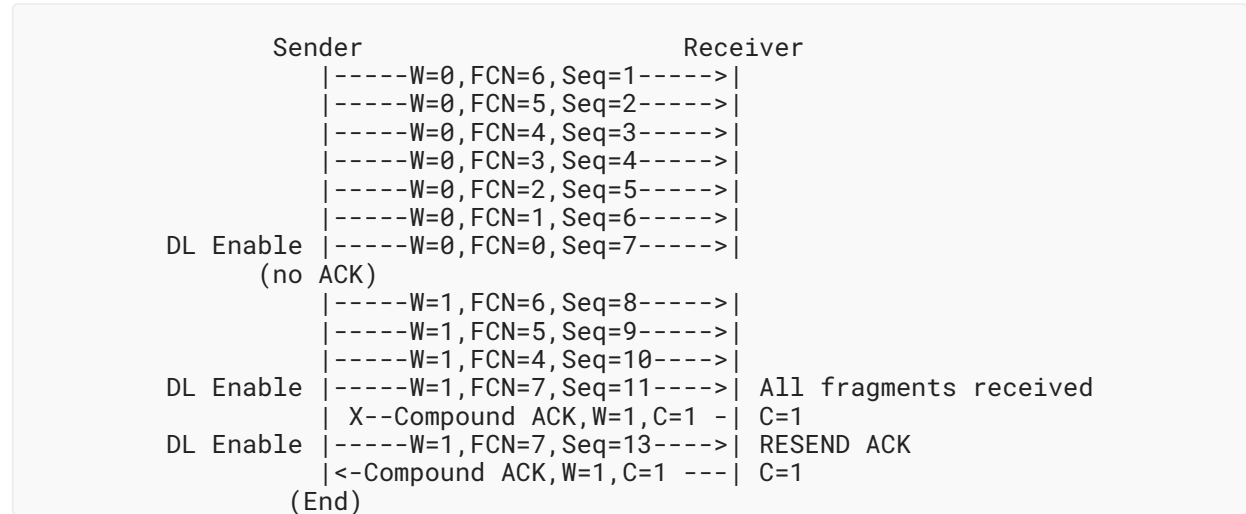 Sender                     Receiver
|-----W=0,FCN=6,Seq=1----->|
|-----W=0,FCN=5,Seq=2----->|
|-----W=0,FCN=4,Seq=3----->|
|-----W=0,FCN=3,Seq=4----->|
|-----W=0,FCN=2,Seq=5----->|
|-----W=0,FCN=1,Seq=6----->|
DL Enable |-----W=0,FCN=0,Seq=7----->|
(no ACK)
|-----W=1,FCN=6,Seq=8----->|
|-----W=1,FCN=5,Seq=9----->|
|-----W=1,FCN=4,Seq=10---->|
DL Enable |-----W=1,FCN=7,Seq=11---->| All fragments received
| X--Compound ACK,W=1,C=1 -| C=1
DL Enable |-----W=1,FCN=7,Seq=13---->| RESEND ACK
|<-Compound ACK,W=1,C=1 ---| C=1
(End)